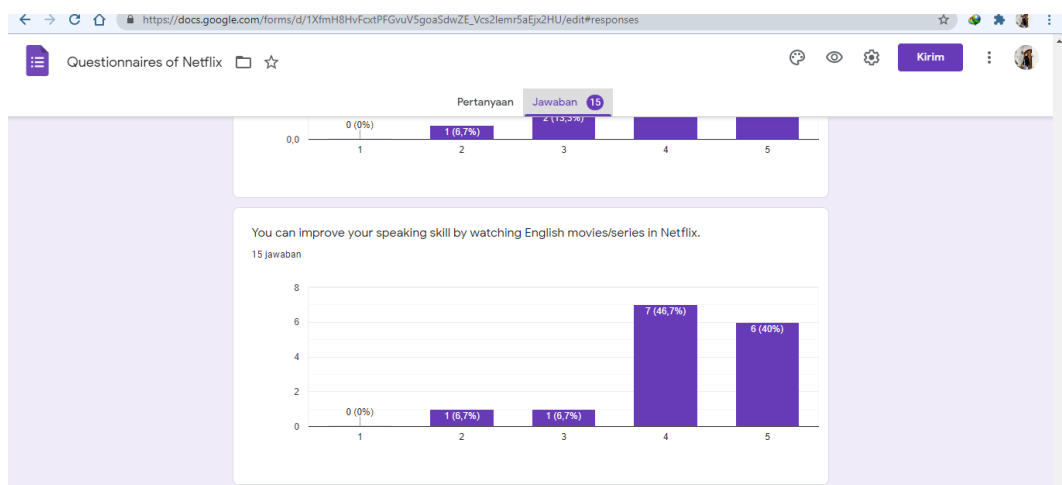 https://docs.google.com/forms/d/1XfmH8HvFcxtPFGvuV5goaSdwZE_Vcs2lemr5aEjx2HU/edit#responses
Questionnaires of Netflix
Kirim
Pertanyaan Jawaban 15
0 (0%) 1 (6,7%) 2 (13,3%)
0,0
1 2 3 4 5
You can improve your speaking skill by watching English movies/series in Netflix.
15 jawaban
8
7 (46,7%)
6 6 (40%)
4
2
0 (0%) 1 (6,7%) 1 (6,7%)
0
1 2 3 4 5